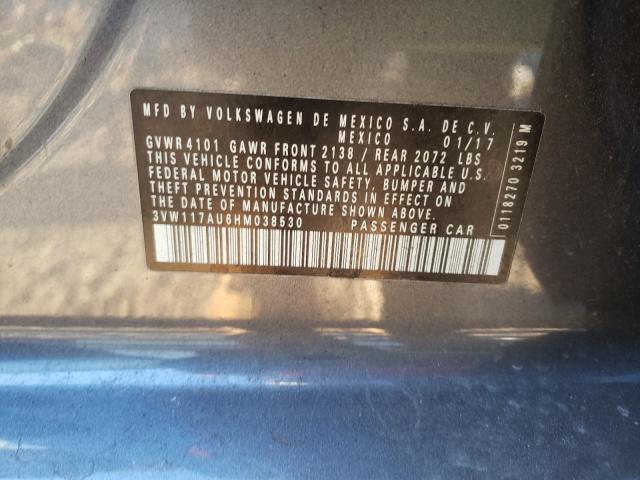 MFD BY VOLKSWAGEN DE MEXICO S.A. DE C.V.
MEXICO 01/17
GVWR 4101 GAWR FRONT 2138 / REAR 2072 LBS
THIS VEHICLE CONFORMS TO ALL APPLICABLE U.S.
FEDERAL MOTOR VEHICLE SAFETY, BUMPER AND
THEFT PREVENTION STANDARDS IN EFFECT ON
THE DATE OF MANUFACTURE SHOWN ABOVE.
3VW117AU6HM038530 PASSENGER CAR
0118270 3219 M